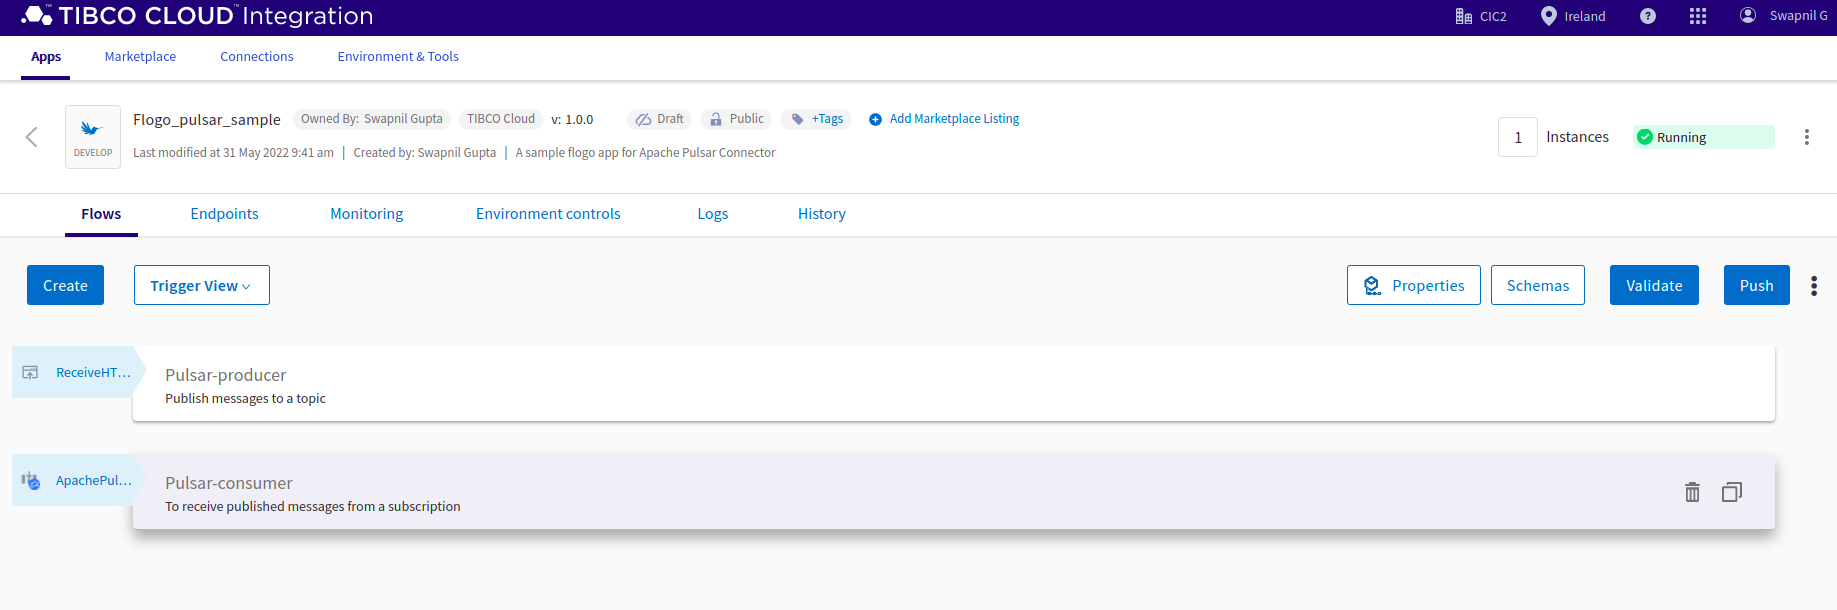 TIBCO CLOUD™ Integration
CIC2
Ireland
?
Swapnil G
Apps
Marketplace
Connections
Environment & Tools
DEVELOP
Flogo_pulsar_sample
Owned By: Swapnil Gupta
TIBCO Cloud
v: 1.0.0
Draft
Public
+Tags
Add Marketplace Listing
Last modified at 31 May 2022 9:41 am | Created by: Swapnil Gupta | A sample flogo app for Apache Pulsar Connector
1
Instances
Running
Flows
Endpoints
Monitoring
Environment controls
Logs
History
Create
Trigger View
Properties
Schemas
Validate
Push
ReceiveHT...
Pulsar-producer
Publish messages to a topic
ApachePul...
Pulsar-consumer
To receive published messages from a subscription